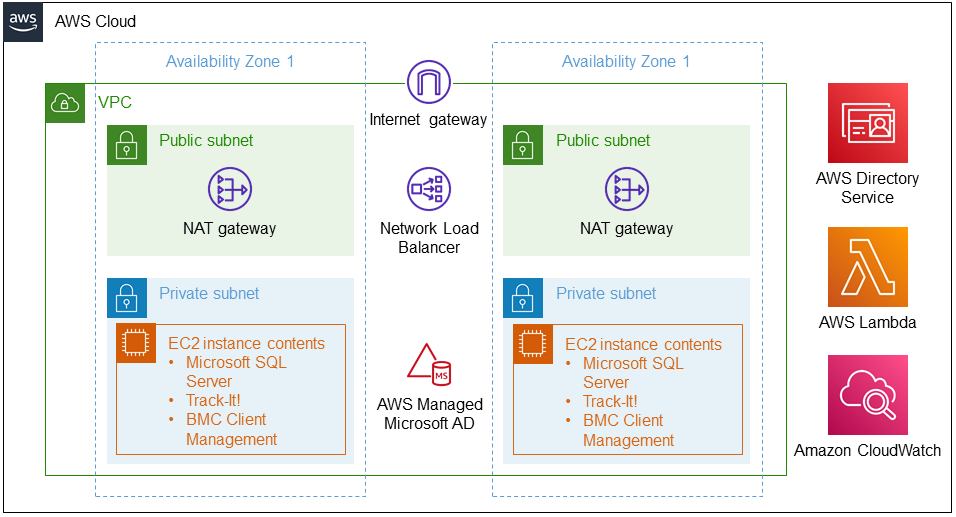 aws
AWS Cloud
Availability Zone 1
Availability Zone 1
VPC
Internet gateway
Public subnet
NAT gateway
Network Load
Balancer
Public subnet
NAT gateway
Private subnet
EC2 instance contents
• Microsoft SQL
Server
• Track-It!
• BMC Client
Management
MS
AWS Managed
Microsoft AD
Private subnet
EC2 instance contents
• Microsoft SQL
Server
• Track-It!
• BMC Client
Management
AWS Directory
Service
AWS Lambda
Amazon CloudWatch